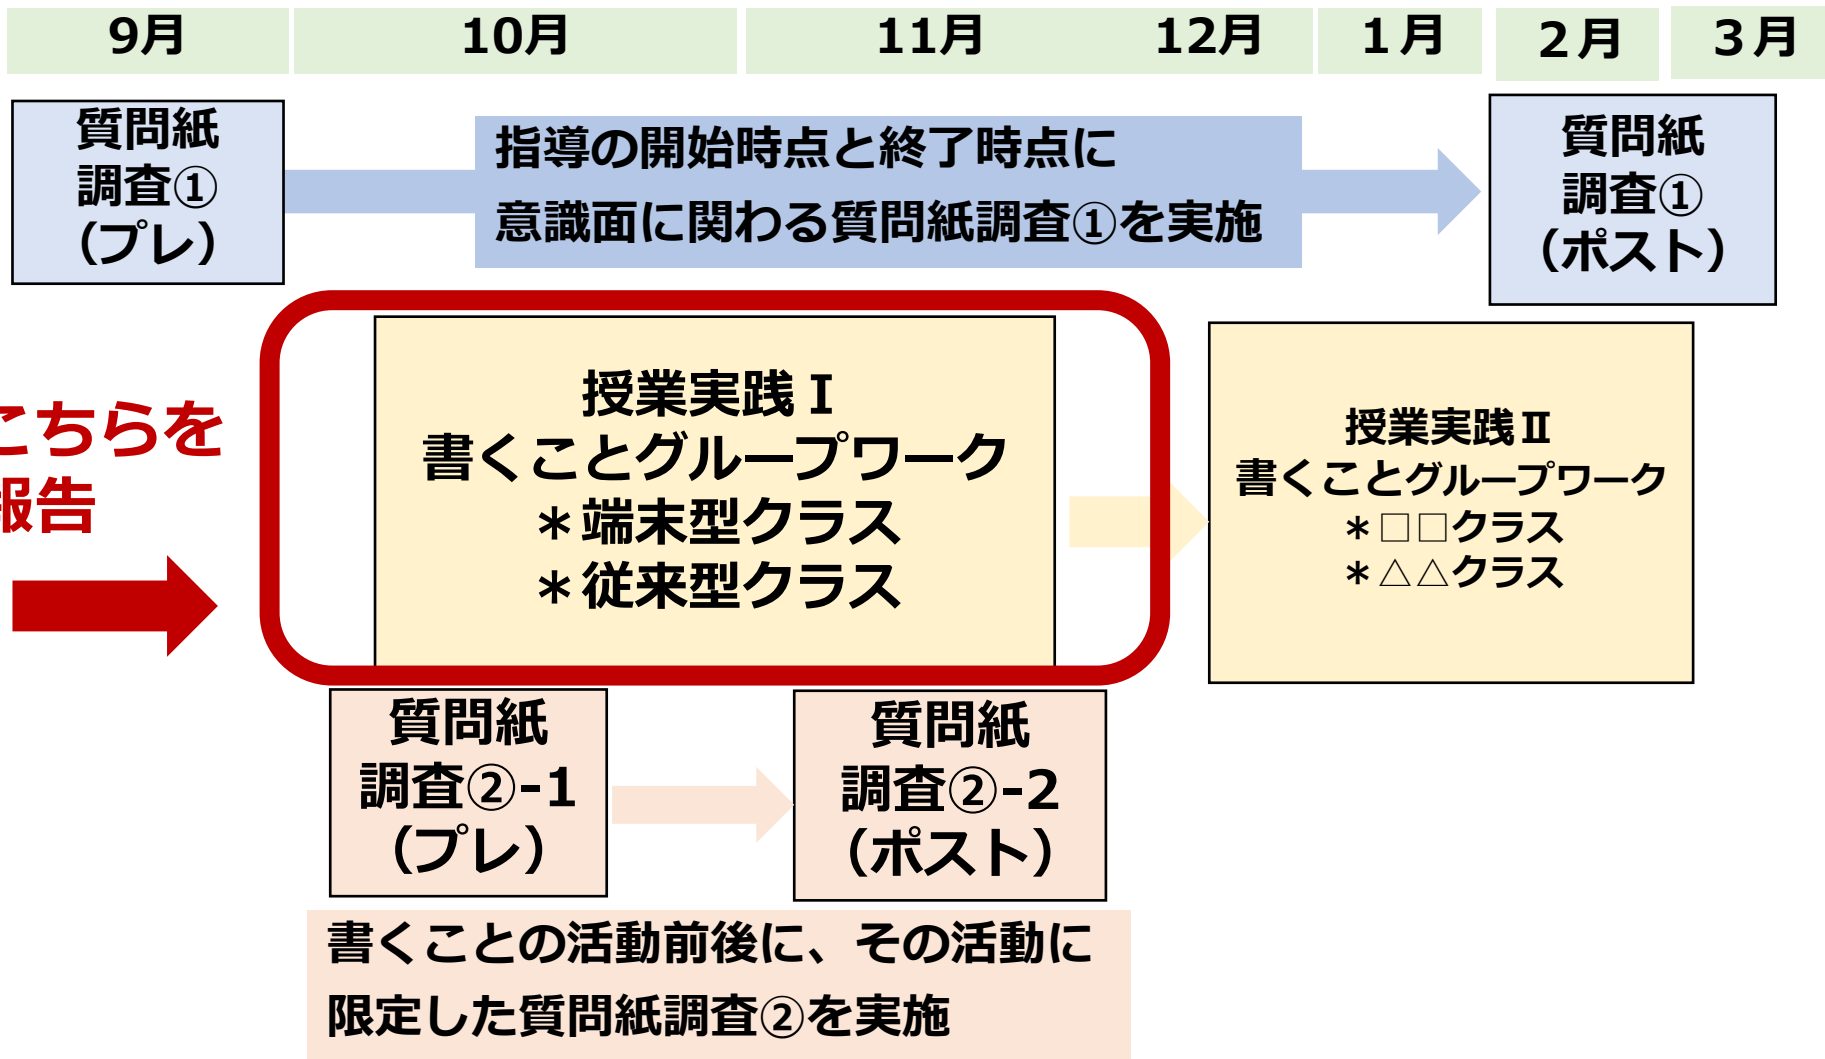 9月
10月
11月
12月
１月
２月
３月
質問紙
調査①
（プレ）
指導の開始時点と終了時点に
意識面に関わる質問紙調査①を実施
質問紙
調査①
（ポスト）
こちらを
報告
授業実践Ⅰ
書くことグループワーク
＊端末型クラス
＊従来型クラス
授業実践Ⅱ
書くことグループワーク
＊□□クラス
＊△△クラス
質問紙
調査②-1
（プレ）
質問紙
調査②-2
（ポスト）
書くことの活動前後に、その活動に
限定した質問紙調査②を実施